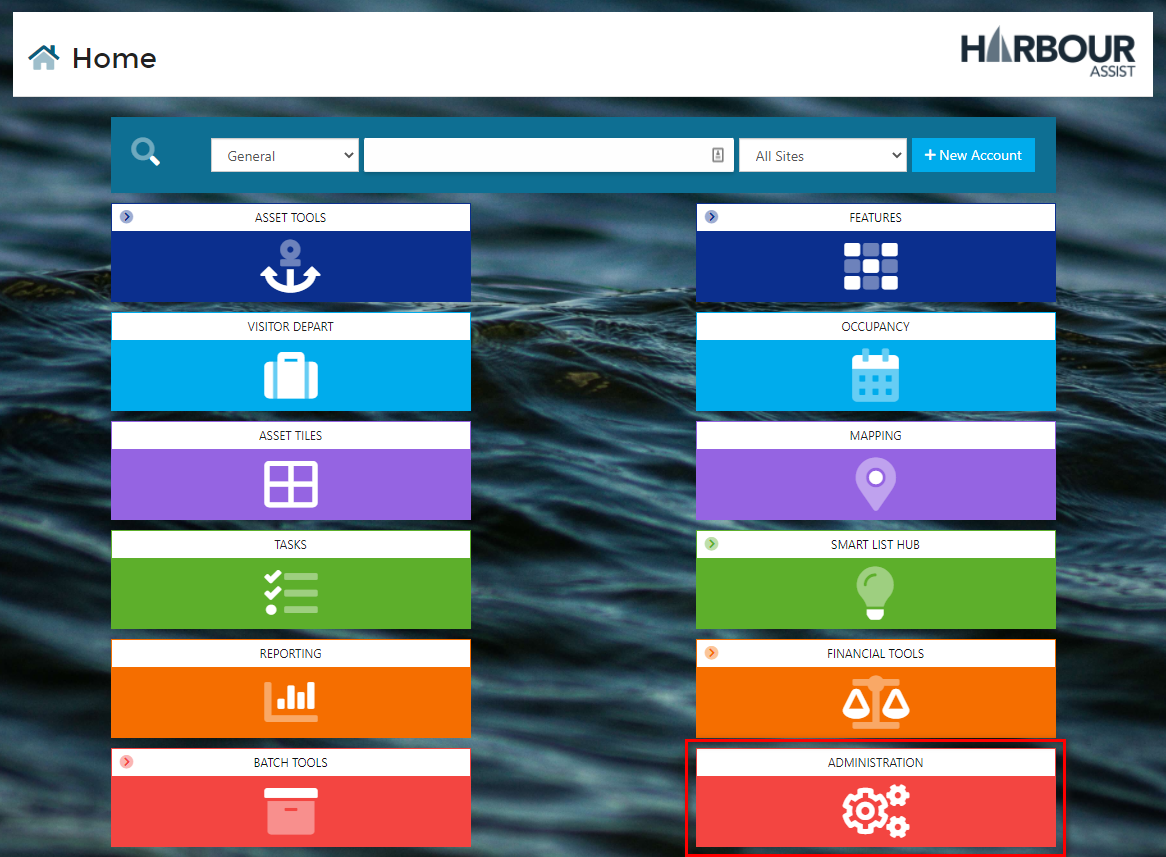 Home
HARBOUR
ASSIST
General
All Sites
+ New Account
ASSET TOOLS
FEATURES
VISITOR DEPART
OCCUPANCY
ASSET TILES
MAPPING
TASKS
SMART LIST HUB
REPORTING
FINANCIAL TOOLS
BATCH TOOLS
ADMINISTRATION